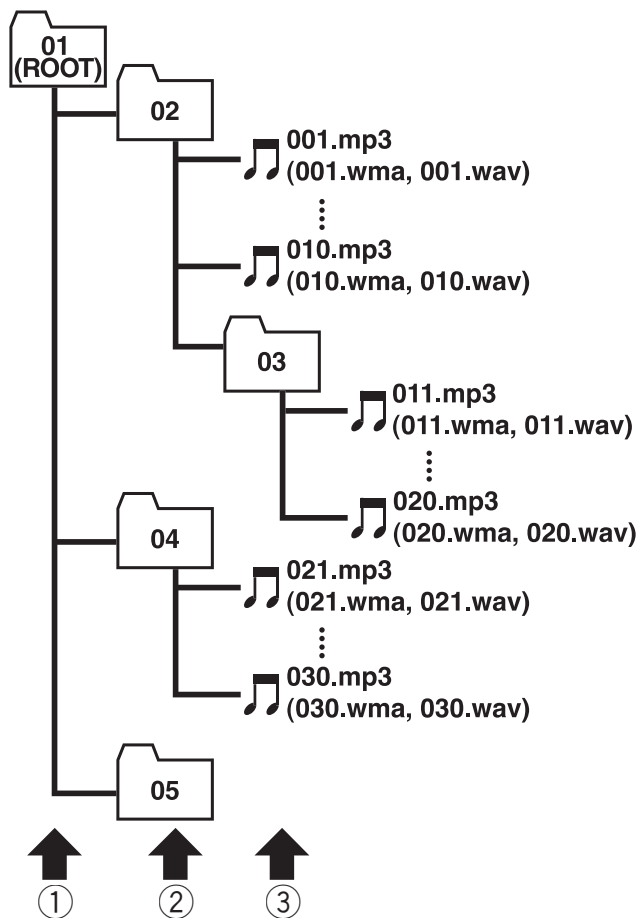 01
(ROOT)
02
001.mp3
(001.wma, 001.wav)
010.mp3
(010.wma, 010.wav)
03
011.mp3
(011.wma, 011.wav)
020.mp3
(020.wma, 020.wav)
04
021.mp3
(021.wma, 021.wav)
030.mp3
(030.wma, 030.wav)
05
① ② ③